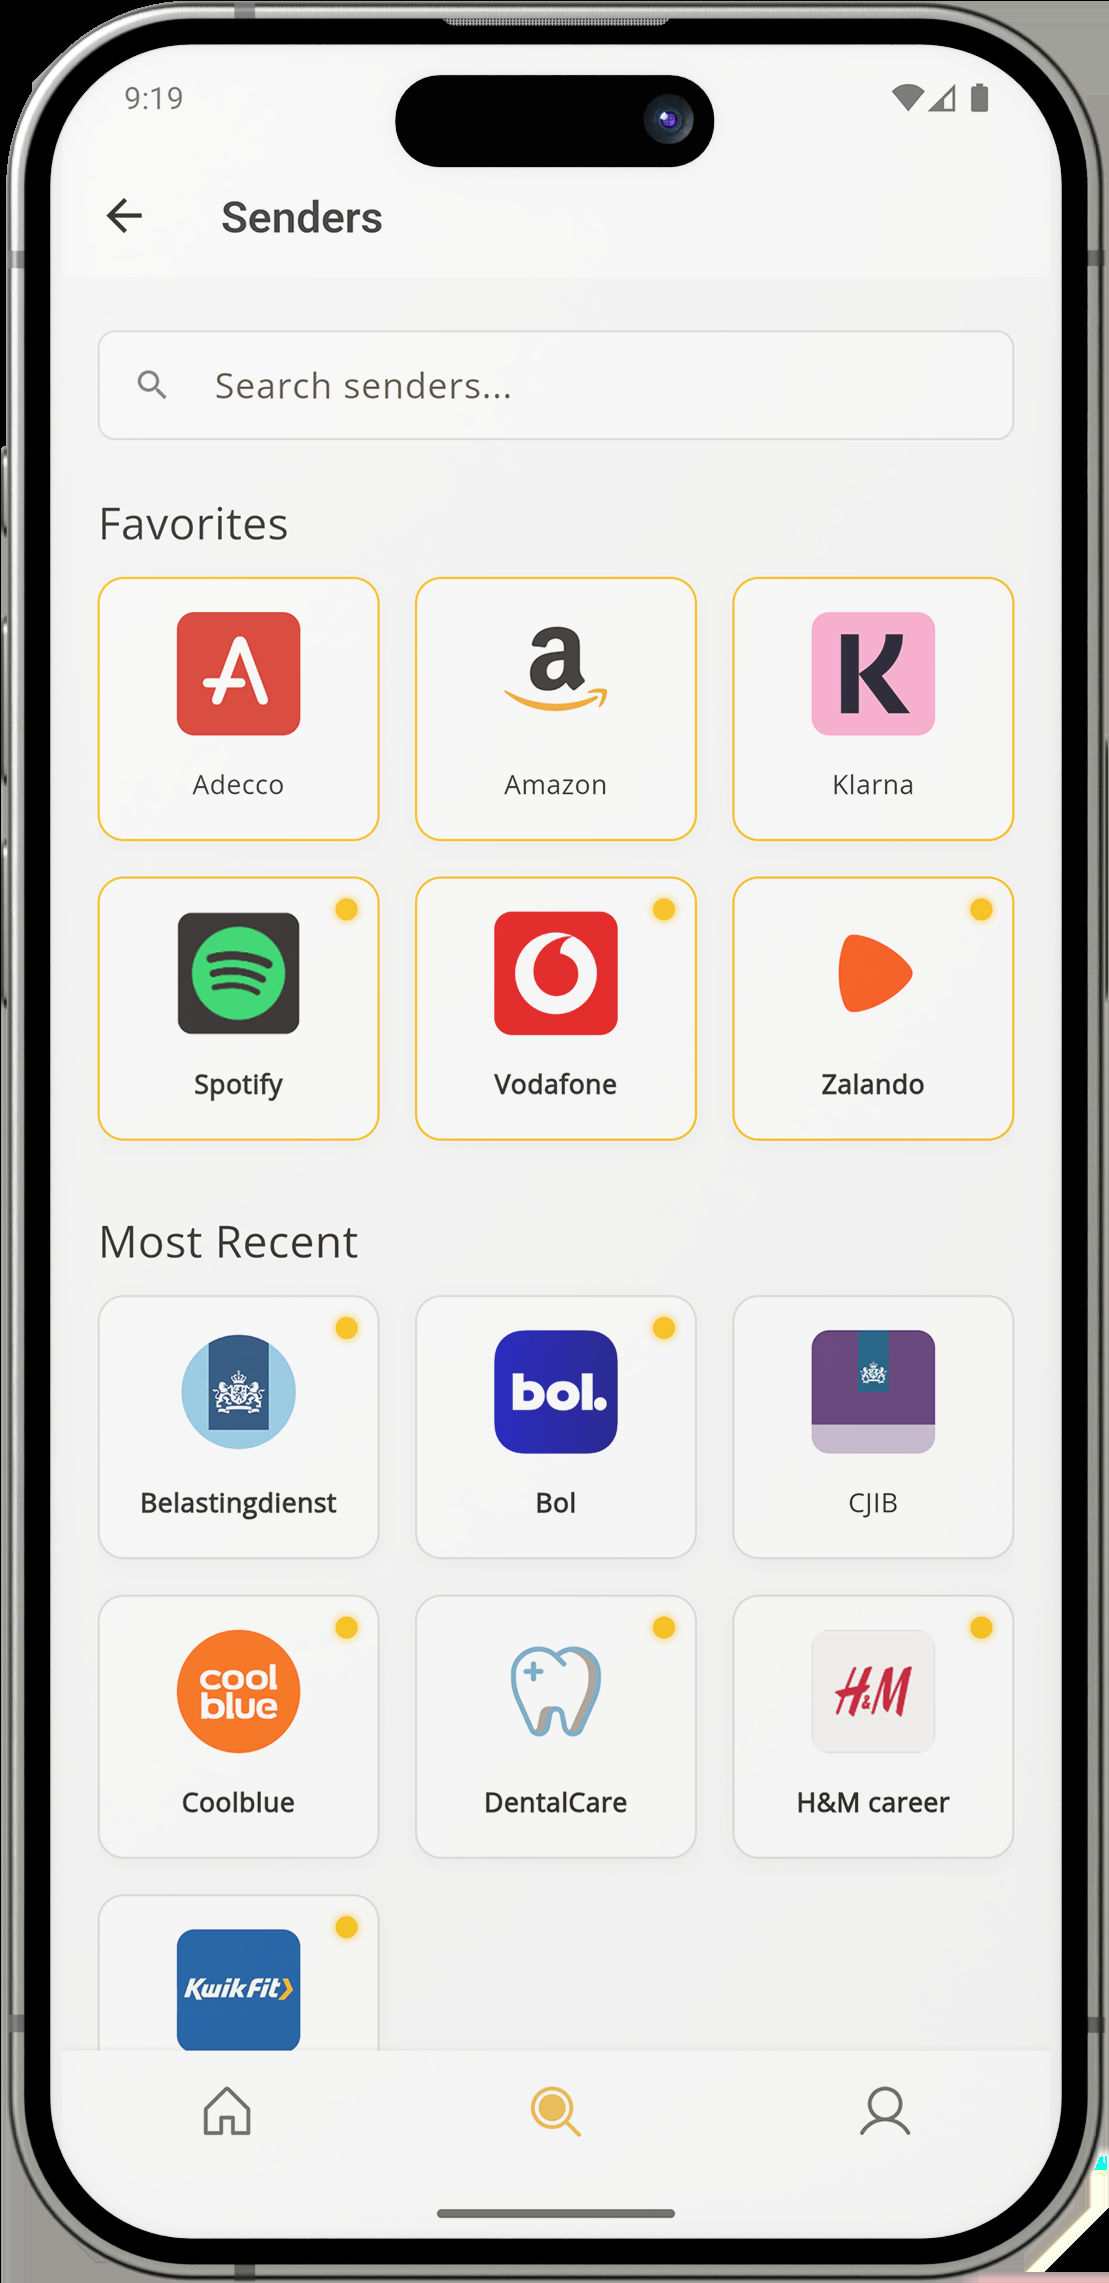 9:19
Senders
Search senders...
Favorites
Adecco
a
Amazon
K
Klarna
Spotify
Vodafone
Zalando
Most Recent
Belastingdienst
bol.
Bol
CJIB
cool
blue
Coolblue
DentalCare
H&M
H&M career
KwikFit